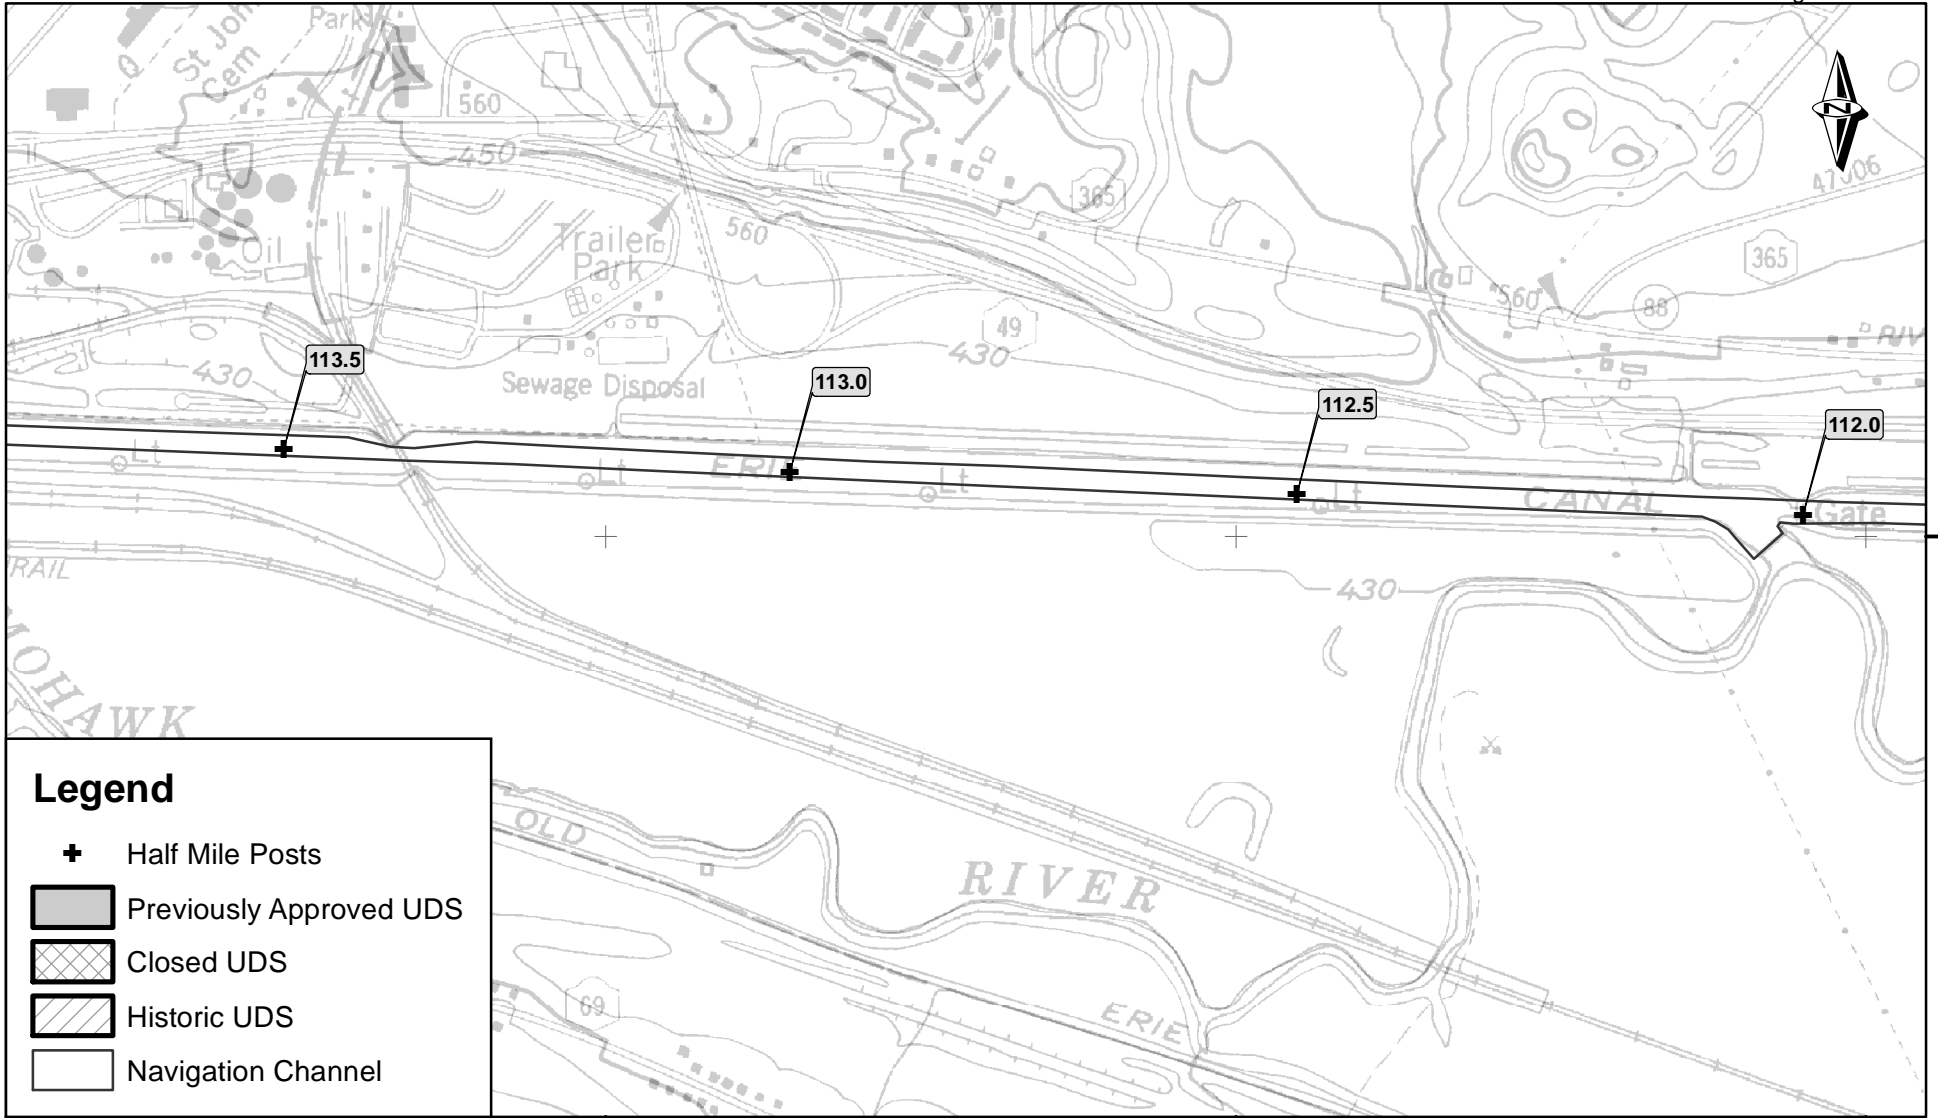 Park
St John
Cem
560
450
365
47006
365
Oil
Trailer
Park
560
560
88
49
430
RIV
430
113.5
Sewage Disposal
113.0
112.5
112.0
Lt
Lt
ERIE
Lt
Lt
CANAL
Gate
430
RAIL
MOHAWK
OLD
RIVER
69
ERIE
Legend
Half Mile Posts
Previously Approved UDS
Closed UDS
Historic UDS
Navigation Channel
N